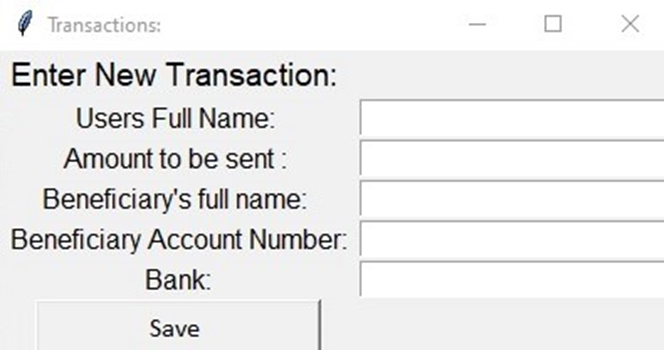 Transactions:
Enter New Transaction:
Users Full Name:
Amount to be sent :
Beneficiary's full name:
Beneficiary Account Number:
Bank:
Save